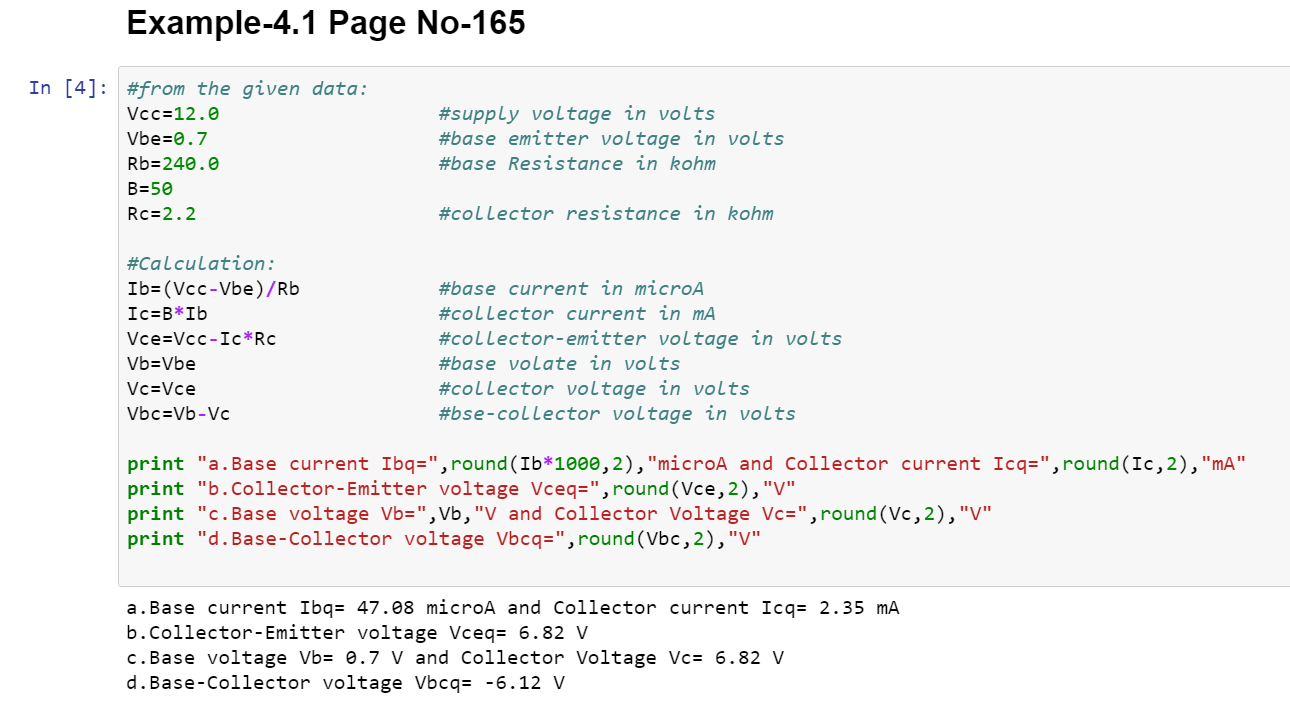 Example-4.1 Page No-165
In [4]: #from the given data:
Vcc=12.0 #supply voltage in volts
Vbe=0.7 #base emitter voltage in volts
Rb=240.0 #base Resistance in kohm
B=50
Rc=2.2 #collector resistance in kohm
#Calculation:
Ib=(Vcc-Vbe)/Rb #base current in microA
Ic=B*Ib #collector current in mA
Vce=Vcc-Ic*Rc #collector-emitter voltage in volts
Vb=Vbe #base volate in volts
Vc=Vce #collector voltage in volts
Vbc=Vb-Vc #bse-collector voltage in volts
print "a.Base current Ibq=",round(Ib*1000,2),"microA and Collector current Icq=",round(Ic,2),"mA"
print "b.Collector-Emitter voltage Vceq=",round(Vce,2),"V"
print "c.Base voltage Vb=",Vb,"V and Collector Voltage Vc=",round(Vc,2),"V"
print "d.Base-Collector voltage Vbcq=",round(Vbc,2),"V"
a.Base current Ibq= 47.08 microA and Collector current Icq= 2.35 mA
b.Collector-Emitter voltage Vceq= 6.82 V
c.Base voltage Vb= 0.7 V and Collector Voltage Vc= 6.82 V
d.Base-Collector voltage Vbcq= -6.12 V